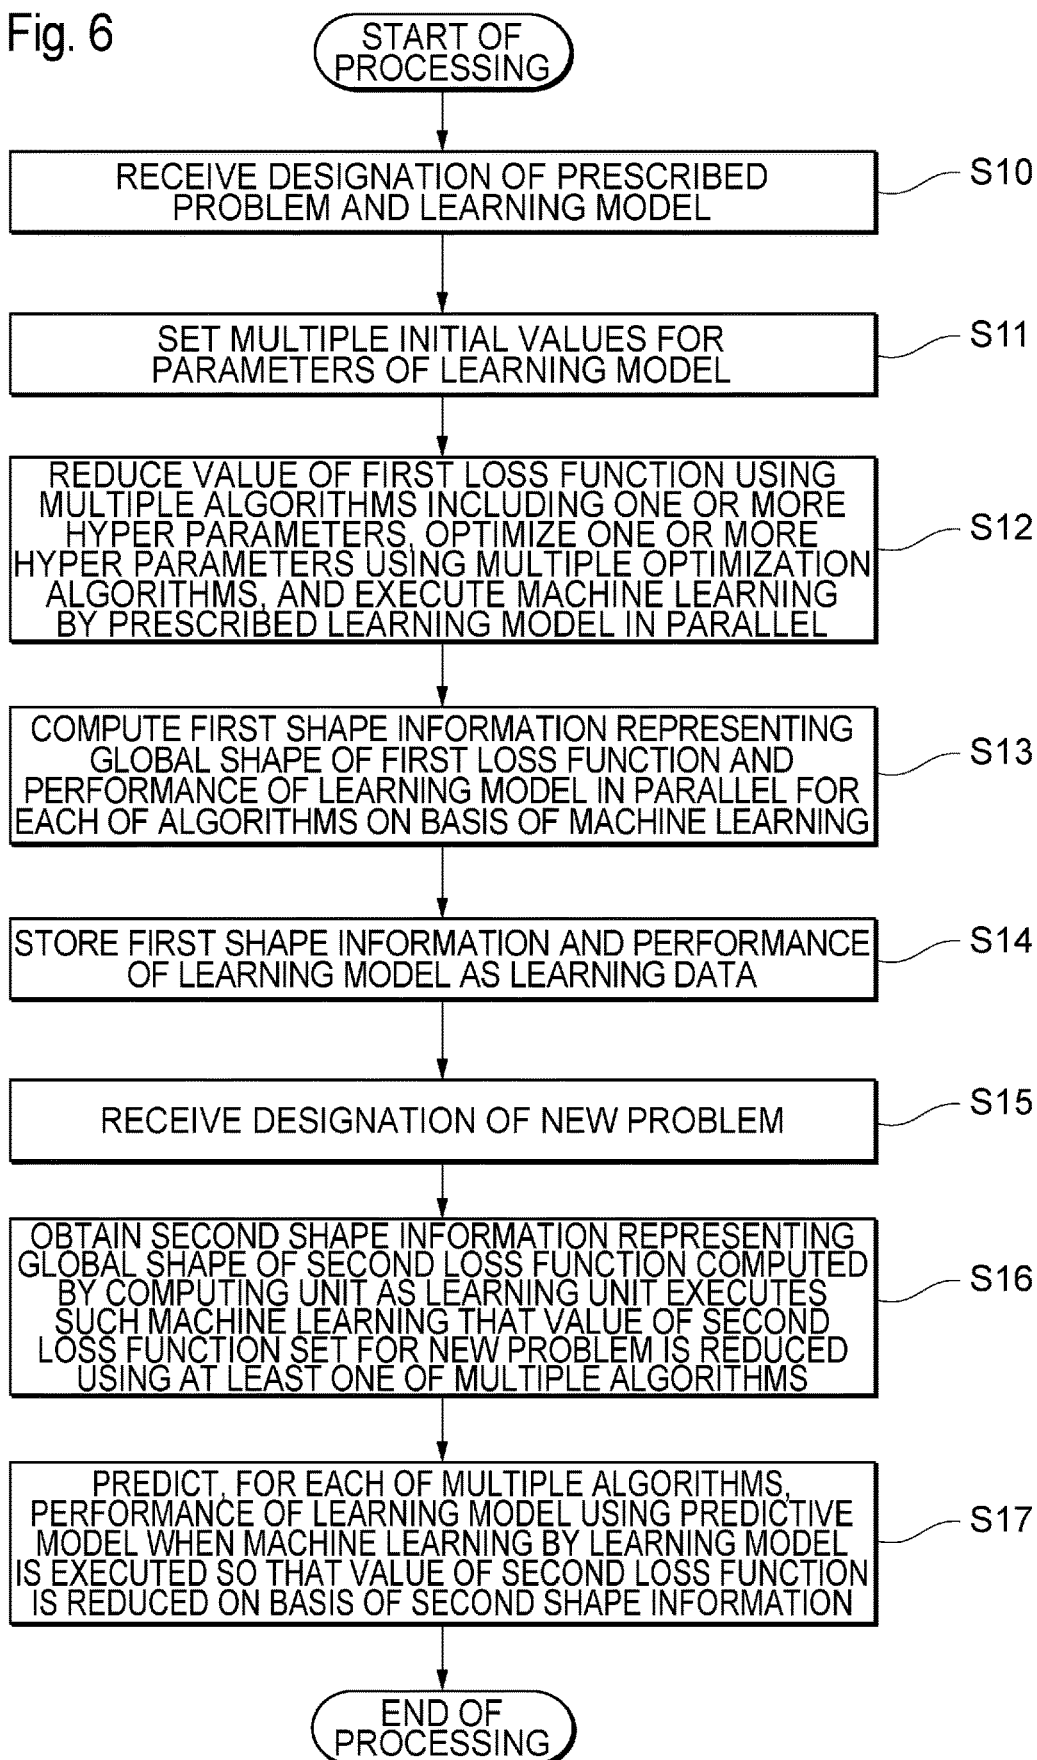 Fig. 6
START OF
PROCESSING
RECEIVE DESIGNATION OF PRESCRIBED
PROBLEM AND LEARNING MODEL
S10
SET MULTIPLE INITIAL VALUES FOR
PARAMETERS OF LEARNING MODEL
S11
REDUCE VALUE OF FIRST LOSS FUNCTION USING
MULTIPLE ALGORITHMS INCLUDING ONE OR MORE
HYPER PARAMETERS, OPTIMIZE ONE OR MORE
HYPER PARAMETERS USING MULTIPLE OPTIMIZATION
ALGORITHMS, AND EXECUTE MACHINE LEARNING
BY PRESCRIBED LEARNING MODEL IN PARALLEL
S12
COMPUTE FIRST SHAPE INFORMATION REPRESENTING
GLOBAL SHAPE OF FIRST LOSS FUNCTION AND
PERFORMANCE OF LEARNING MODEL IN PARALLEL FOR
EACH OF ALGORITHMS ON BASIS OF MACHINE LEARNING
S13
STORE FIRST SHAPE INFORMATION AND PERFORMANCE
OF LEARNING MODEL AS LEARNING DATA
S14
RECEIVE DESIGNATION OF NEW PROBLEM
S15
OBTAIN SECOND SHAPE INFORMATION REPRESENTING
GLOBAL SHAPE OF SECOND LOSS FUNCTION COMPUTED
BY COMPUTING UNIT AS LEARNING UNIT EXECUTES
SUCH MACHINE LEARNING THAT VALUE OF SECOND
LOSS FUNCTION SET FOR NEW PROBLEM IS REDUCED
USING AT LEAST ONE OF MULTIPLE ALGORITHMS
S16
PREDICT, FOR EACH OF MULTIPLE ALGORITHMS,
PERFORMANCE OF LEARNING MODEL USING PREDICTIVE
MODEL WHEN MACHINE LEARNING BY LEARNING MODEL
IS EXECUTED SO THAT VALUE OF SECOND LOSS FUNCTION
IS REDUCED ON BASIS OF SECOND SHAPE INFORMATION
S17
END OF
PROCESSING